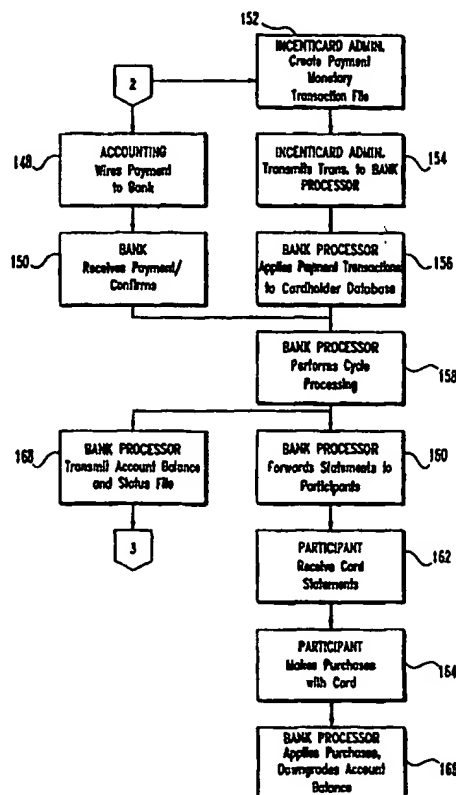 152
INCENTICARD ADMIN.
Create Payment
Monetary
Transaction File
2
148
ACCOUNTING
Wires Payment
to Bank
INCENTICARD ADMIN.
Transmits Trans. to BANK
PROCESSOR
154
150
BANK
Receives Payment/
Confirms
BANK PROCESSOR
Applies Payment Transactions
to Cardholder Database
156
BANK PROCESSOR
Performs Cycle
Processing
158
168
BANK PROCESSOR
Transmit Account Balance
and Status File
BANK PROCESSOR
Forwards Statements to
Participants
160
3
PARTICIPANT
Receive Card
Statements
162
PARTICIPANT
Makes Purchases
with Card
164
BANK PROCESSOR
Applies Purchases,
Downgrades Account
Balance